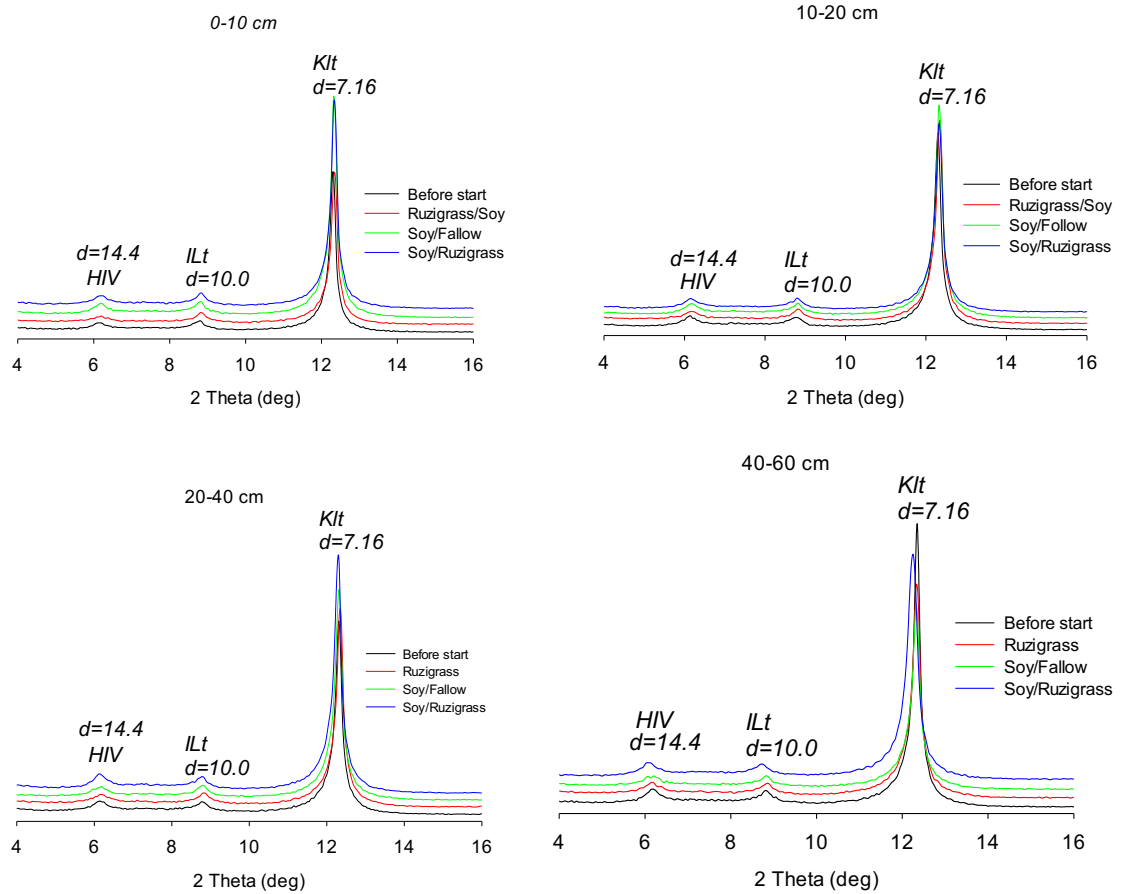 0-10 cm
Klt
d=7.16
Before start
Ruzigrass/Soy
Soy/Fallow
Soy/Ruzigrass
d=14.4
HIV
ILt
d=10.0
4 6 8 10 12 14 16
2 Theta (deg)
10-20 cm
Klt
d=7.16
Before start
Ruzigrass/Soy
Soy/Follow
Soy/Ruzigrass
d=14.4
HIV
ILt
d=10.0
4 6 8 10 12 14 16
2 Theta (deg)
20-40 cm
Klt
d=7.16
Before start
Ruzigrass
Soy/Fallow
Soy/Ruzigrass
d=14.4
HIV
ILt
d=10.0
4 6 8 10 12 14 16
2 Theta (deg)
40-60 cm
Klt
d=7.16
Before start
Ruzigrass
Soy/Fallow
Soy/Ruzigrass
HIV
d=14.4
ILt
d=10.0
4 6 8 10 12 14 16
2 Theta (deg)